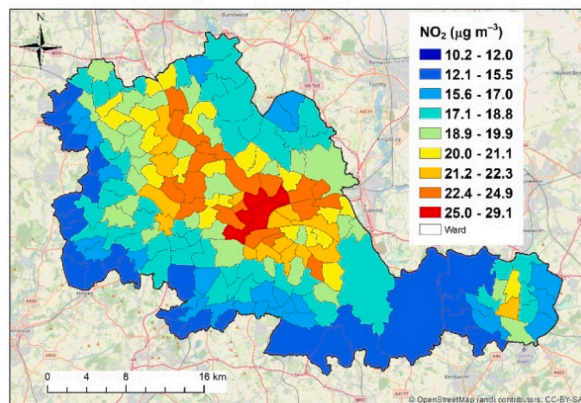 N
NO₂ (µg m⁻³)
10.2 - 12.0
12.1 - 15.5
15.6 - 17.0
17.1 - 18.8
18.9 - 19.9
20.0 - 21.1
21.2 - 22.3
22.4 - 24.9
25.0 - 29.1
Ward
0 4 8 16 km
© OpenStreetMap (and) contributors, CC-BY-SA